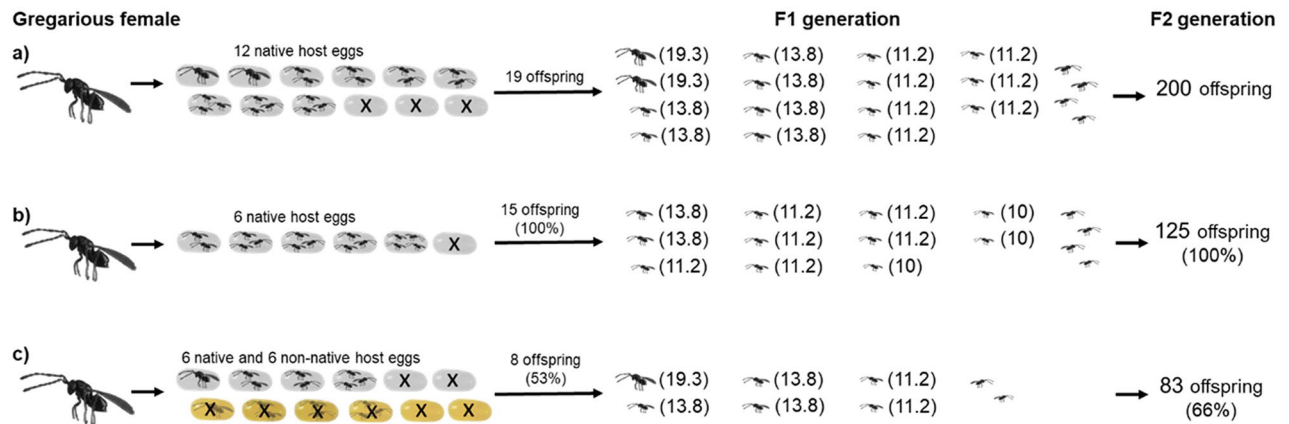 Gregarious female
F1 generation
F2 generation
a)
12 native host eggs
X X X
19 offspring
(19.3) (13.8) (11.2) (11.2)
(19.3) (13.8) (11.2) (11.2)
(13.8) (13.8) (11.2) (11.2)
(13.8) (13.8) (11.2)
200 offspring
b)
6 native host eggs
X
15 offspring
(100%)
(13.8) (11.2) (11.2) (10)
(13.8) (11.2) (11.2) (10)
(11.2) (11.2) (10)
125 offspring
(100%)
c)
6 native and 6 non-native host eggs
X X
X X X X X X
8 offspring
(53%)
(19.3) (13.8) (11.2)
(13.8) (13.8) (11.2)
83 offspring
(66%)